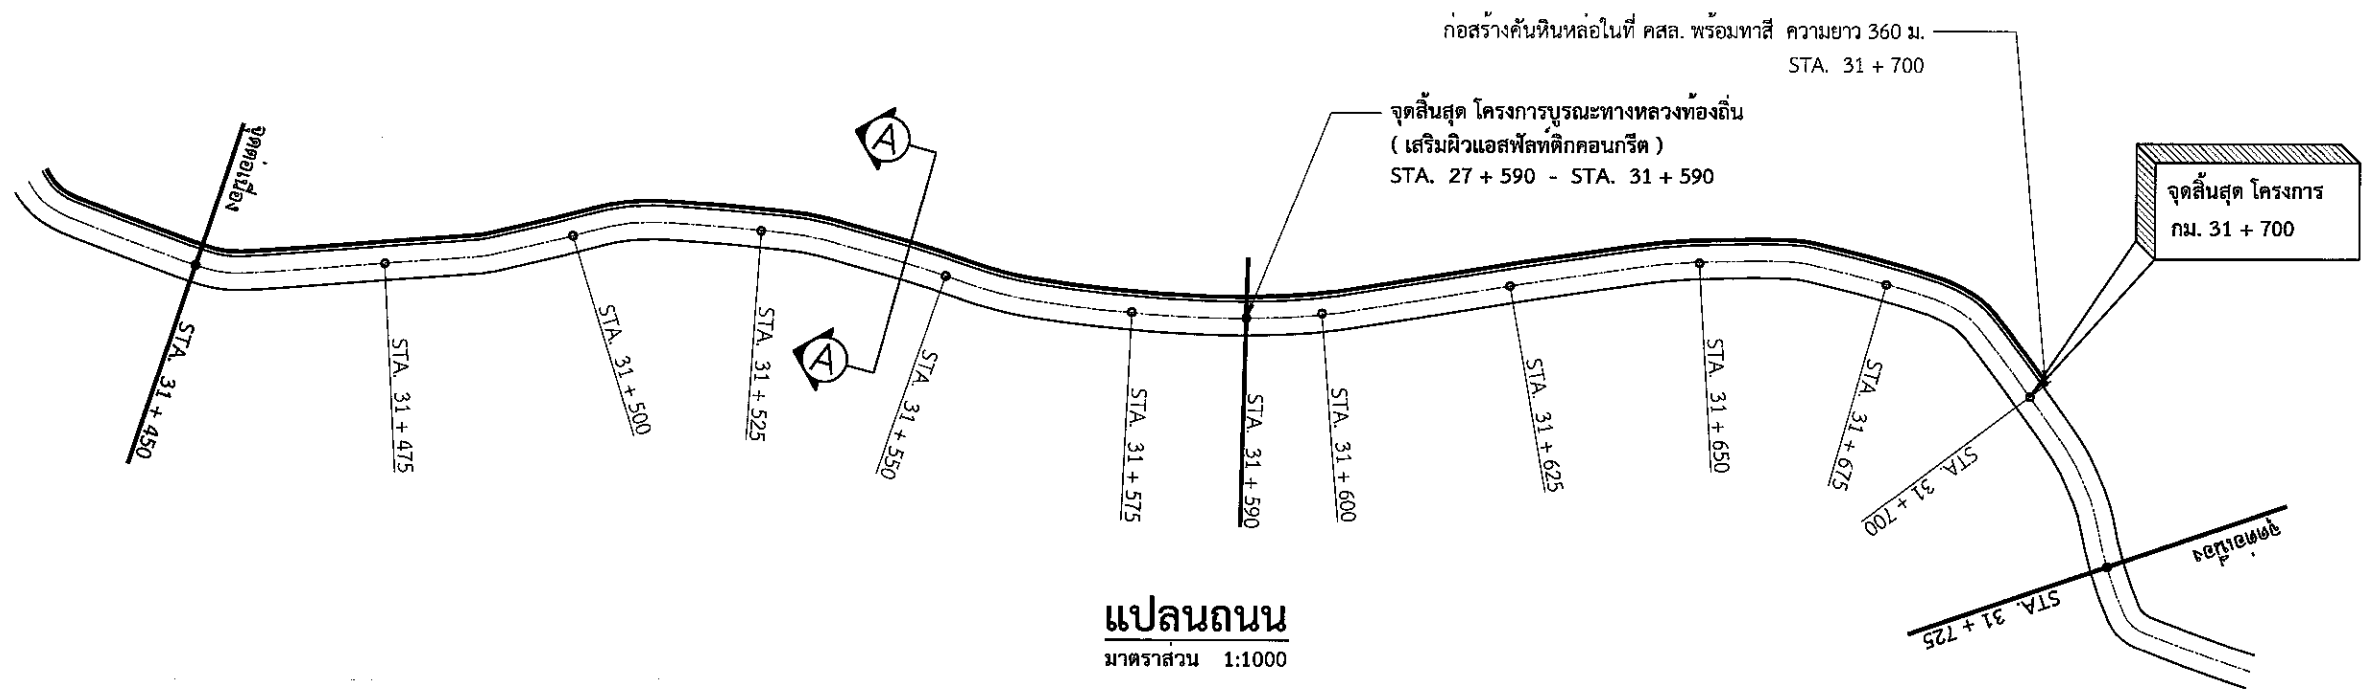 ก่อสร้างคันหินหล่อในที่ คสล. พร้อมทาสี ความยาว 360 ม.
STA. 31 + 700
จุดสิ้นสุด โครงการบูรณะทางหลวงท้องถิ่น
( เสริมผิวแอสฟัลท์ติกคอนกรีต )
STA. 27 + 590 - STA. 31 + 590
จุดสิ้นสุด โครงการ
กม. 31 + 700
จุดต่อเนื่อง
A
A
STA. 31 + 450
STA. 31 + 475
STA. 31 + 500
STA. 31 + 525
STA. 31 + 550
STA. 31 + 575
STA. 31 + 590
STA. 31 + 600
STA. 31 + 625
STA. 31 + 650
STA. 31 + 675
STA. 31 + 700
STA. 31 + 725
จุดต่อเนื่อง
แปลนถนน
มาตราส่วน 1:1000